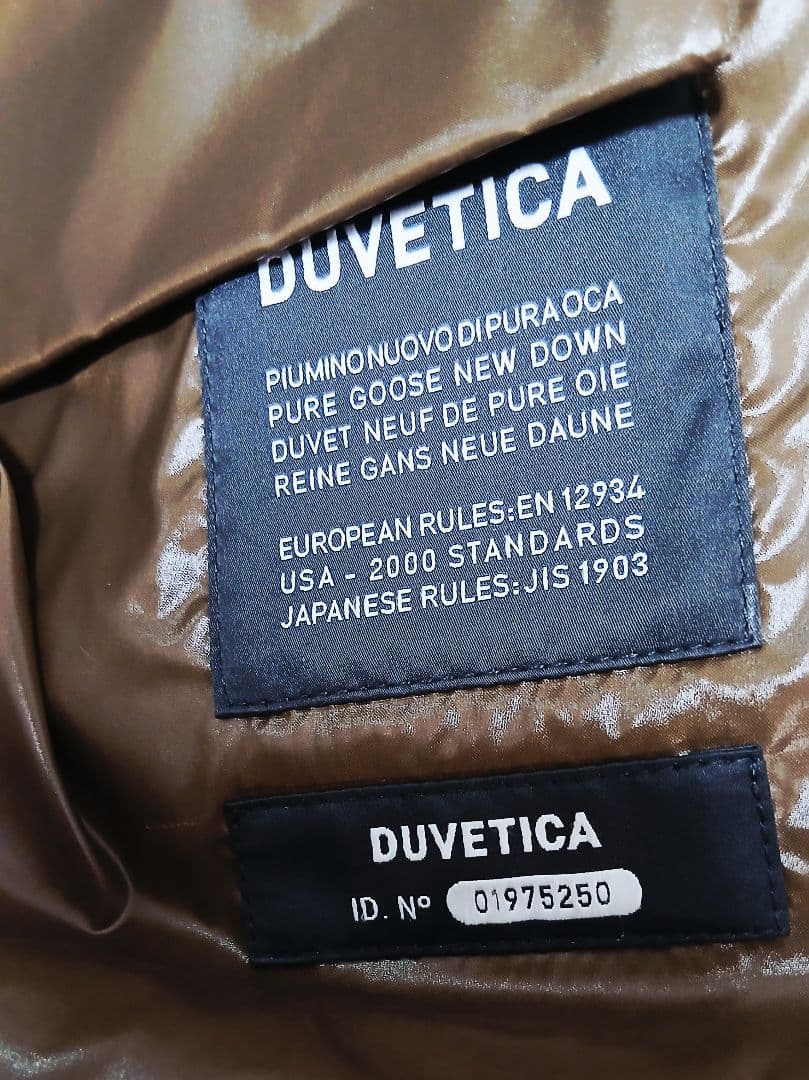 DUVETICA
PIUMINO NUOVO DI PURA OCA
PURE GOOSE NEW DOWN
DUVET NEUF DE PURE OIE
REINE GANS NEUE DAUNE
EUROPEAN RULES: EN 12934
USA - 2000 STANDARDS
JAPANESE RULES: JIS 1903
DUVETICA
ID. Nº 01975250